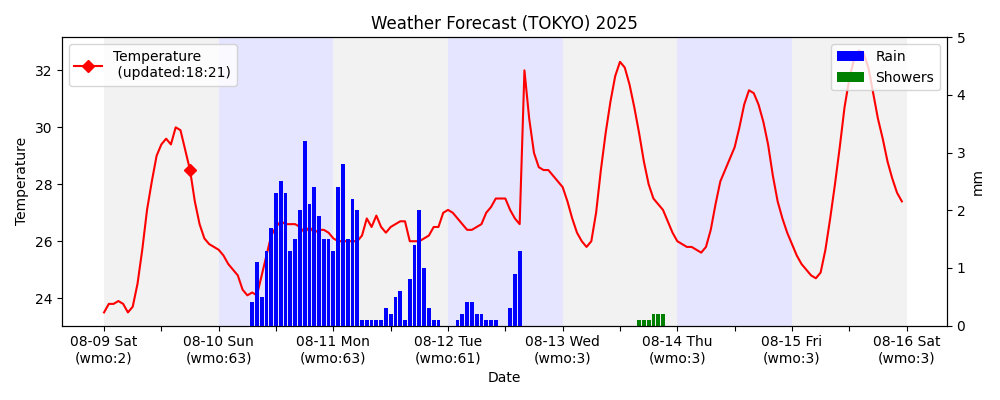 Weather Forecast (TOKYO) 2025
Temperature
(updated:18:21)
Rain
Showers
Temperature
32
30
28
26
24
5
4
3
2
1
0
mm
08-09 Sat
(wmo:2)
08-10 Sun
(wmo:63)
08-11 Mon
(wmo:63)
08-12 Tue
(wmo:61)
08-13 Wed
(wmo:3)
08-14 Thu
(wmo:3)
08-15 Fri
(wmo:3)
08-16 Sat
(wmo:3)
Date